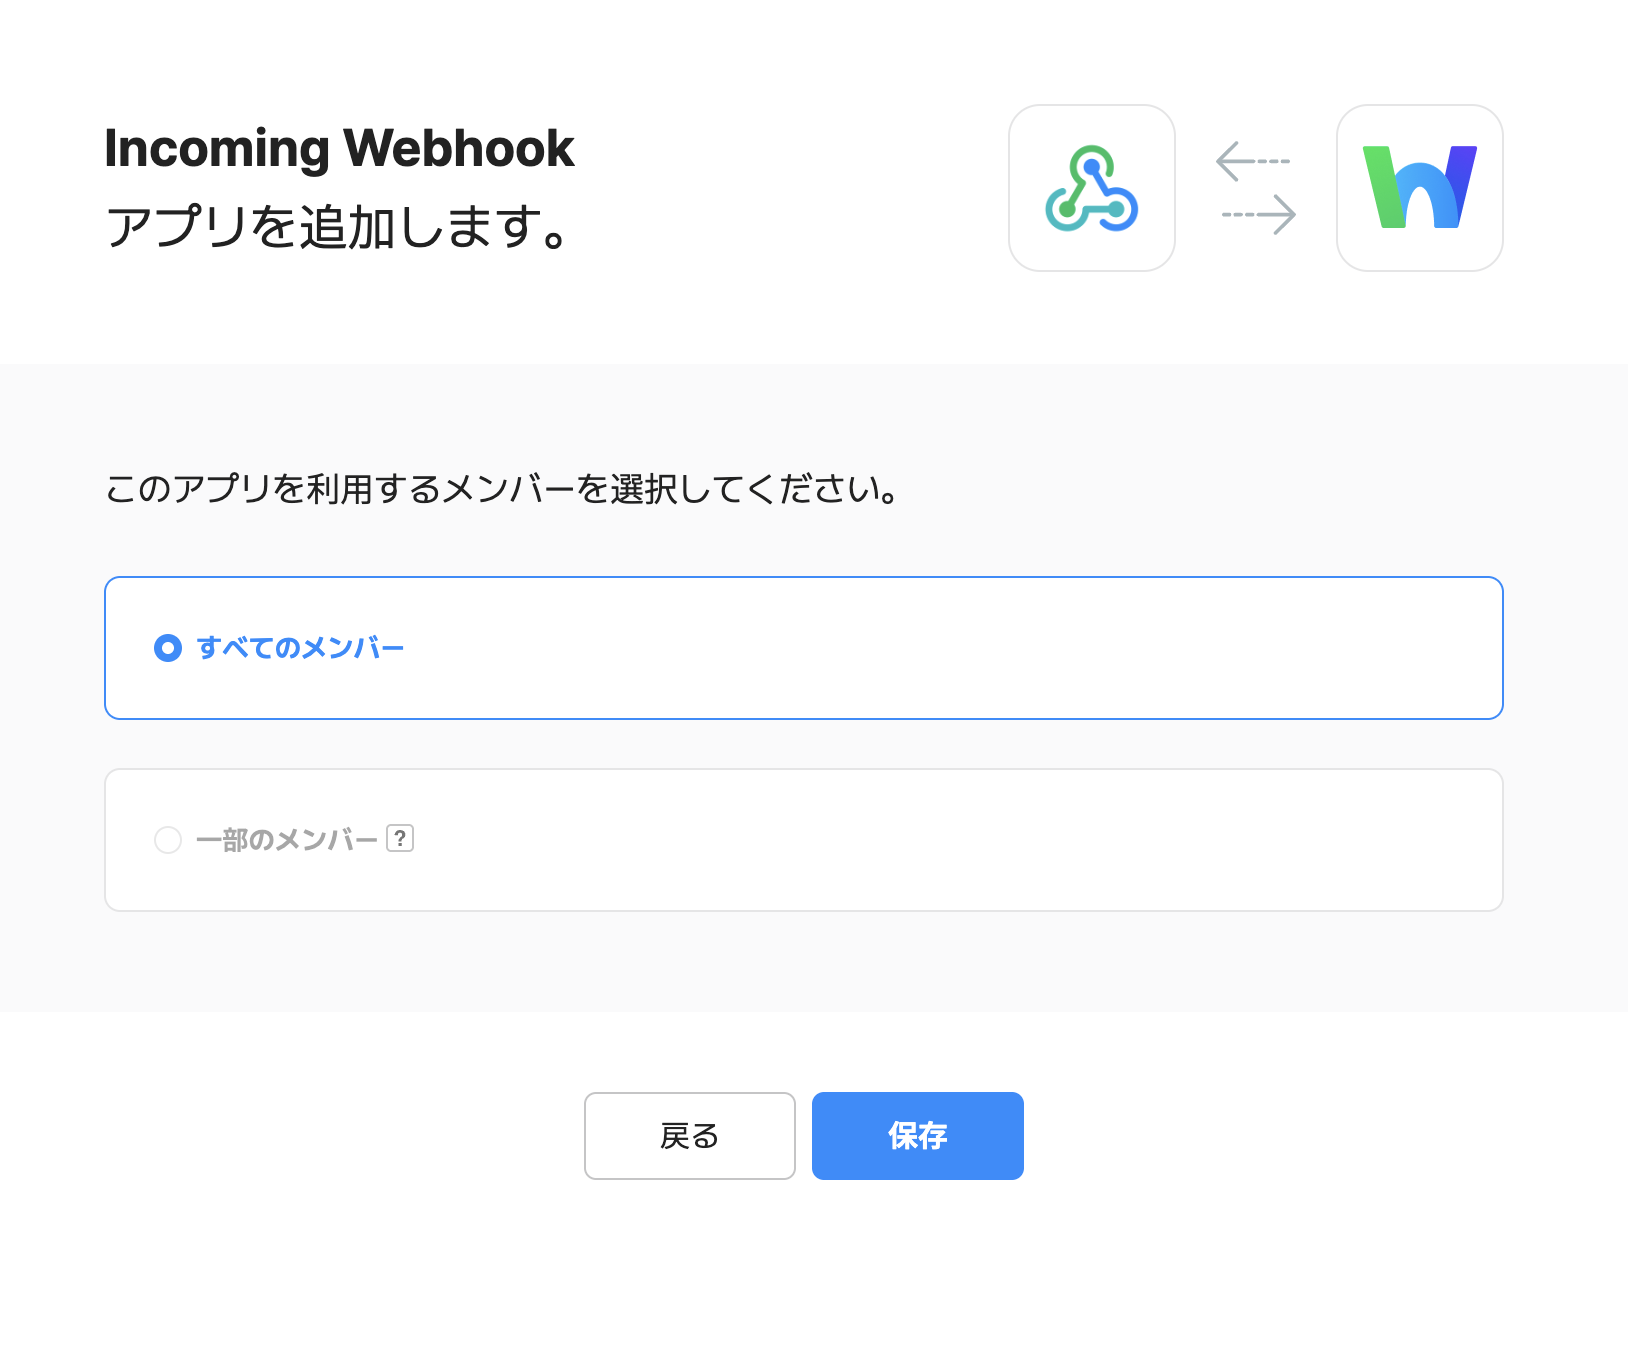 Incoming Webhook
アプリを追加します。
このアプリを利用するメンバーを選択してください。
すべてのメンバー
一部のメンバー ?
戻る
保存